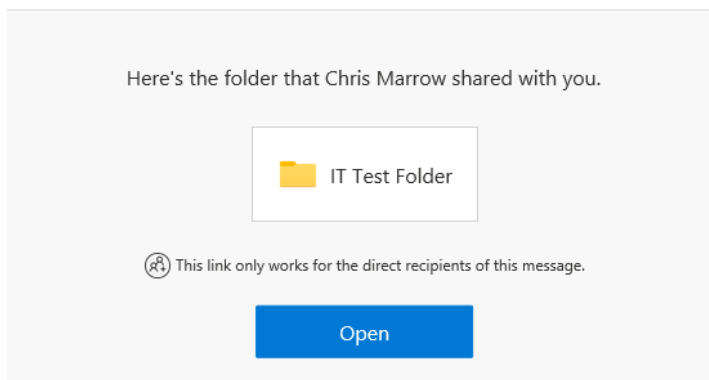 Here's the folder that Chris Marrow shared with you.
IT Test Folder
This link only works for the direct recipients of this message.
Open